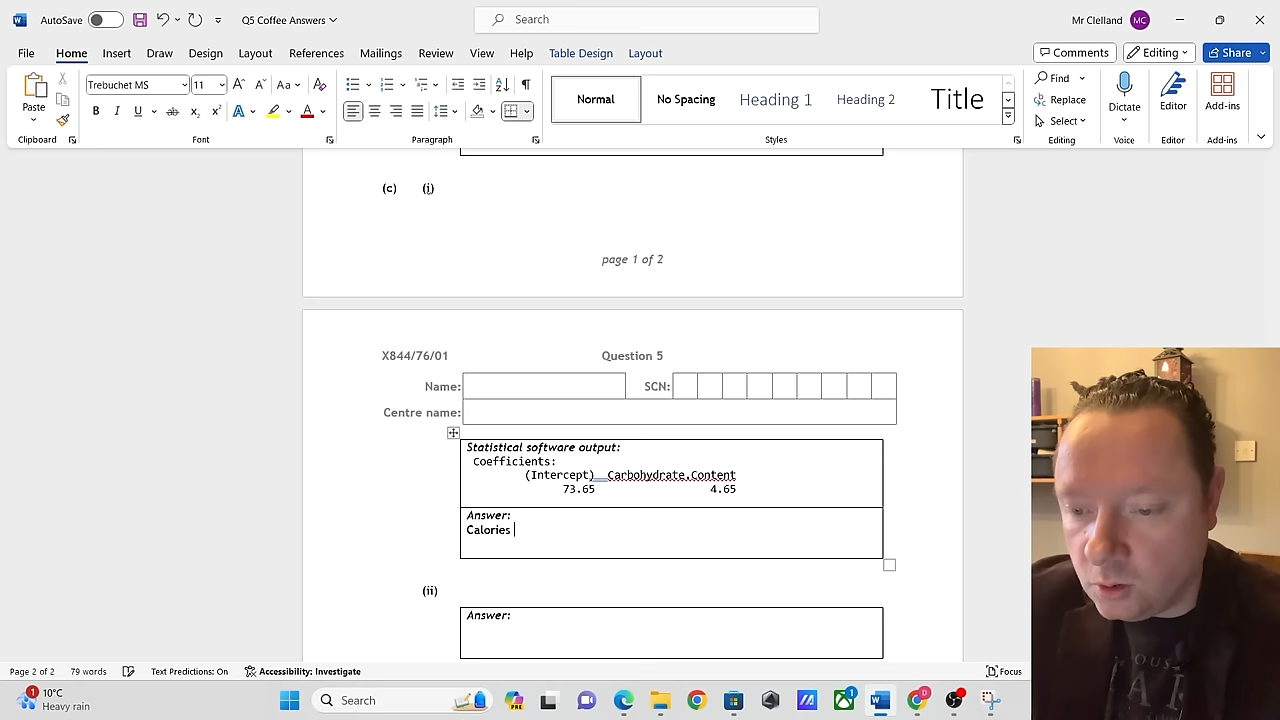 AutoSave
Q5 Coffee Answers
Search
Mr Clelland
MC
File Home Insert Draw Design Layout References Mailings Review View Help Table Design Layout
Comments
Editing
Share
Paste
Trebuchet MS
11
Normal
No Spacing
Heading 1
Heading 2
Title
Find
Replace
Select
Dictate
Editor
Add-ins
Clipboard
Font
Paragraph
Styles
Editing
Voice
Editor
Add-ins
(c) (i)
page 1 of 2
X844/76/01 Question 5
Name: SCN:
Centre name:
Statistical software output:
Coefficients:
(Intercept) Carbohydrate.Content
73.65 4.65
Answer:
Calories
(ii)
Answer:
Page 2 of 2 79 words Text Predictions: On Accessibility: Investigate Focus
1
10°C
Heavy rain
Search
PRE
1
D